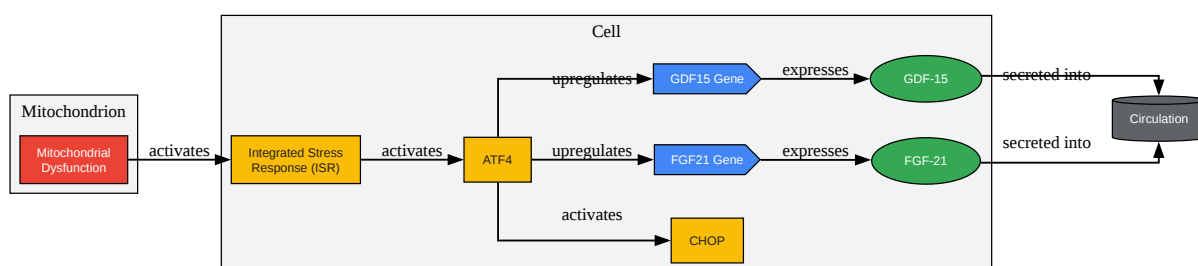 Cell
upregulates
GDF15 Gene
expresses
GDF-15
secreted into
Circulation
Mitochondrion
Mitochondrial
Dysfunction
activates
Integrated Stress
Response (ISR)
activates
ATF4
upregulates
FGF21 Gene
expresses
FGF-21
secreted into
activates
CHOP